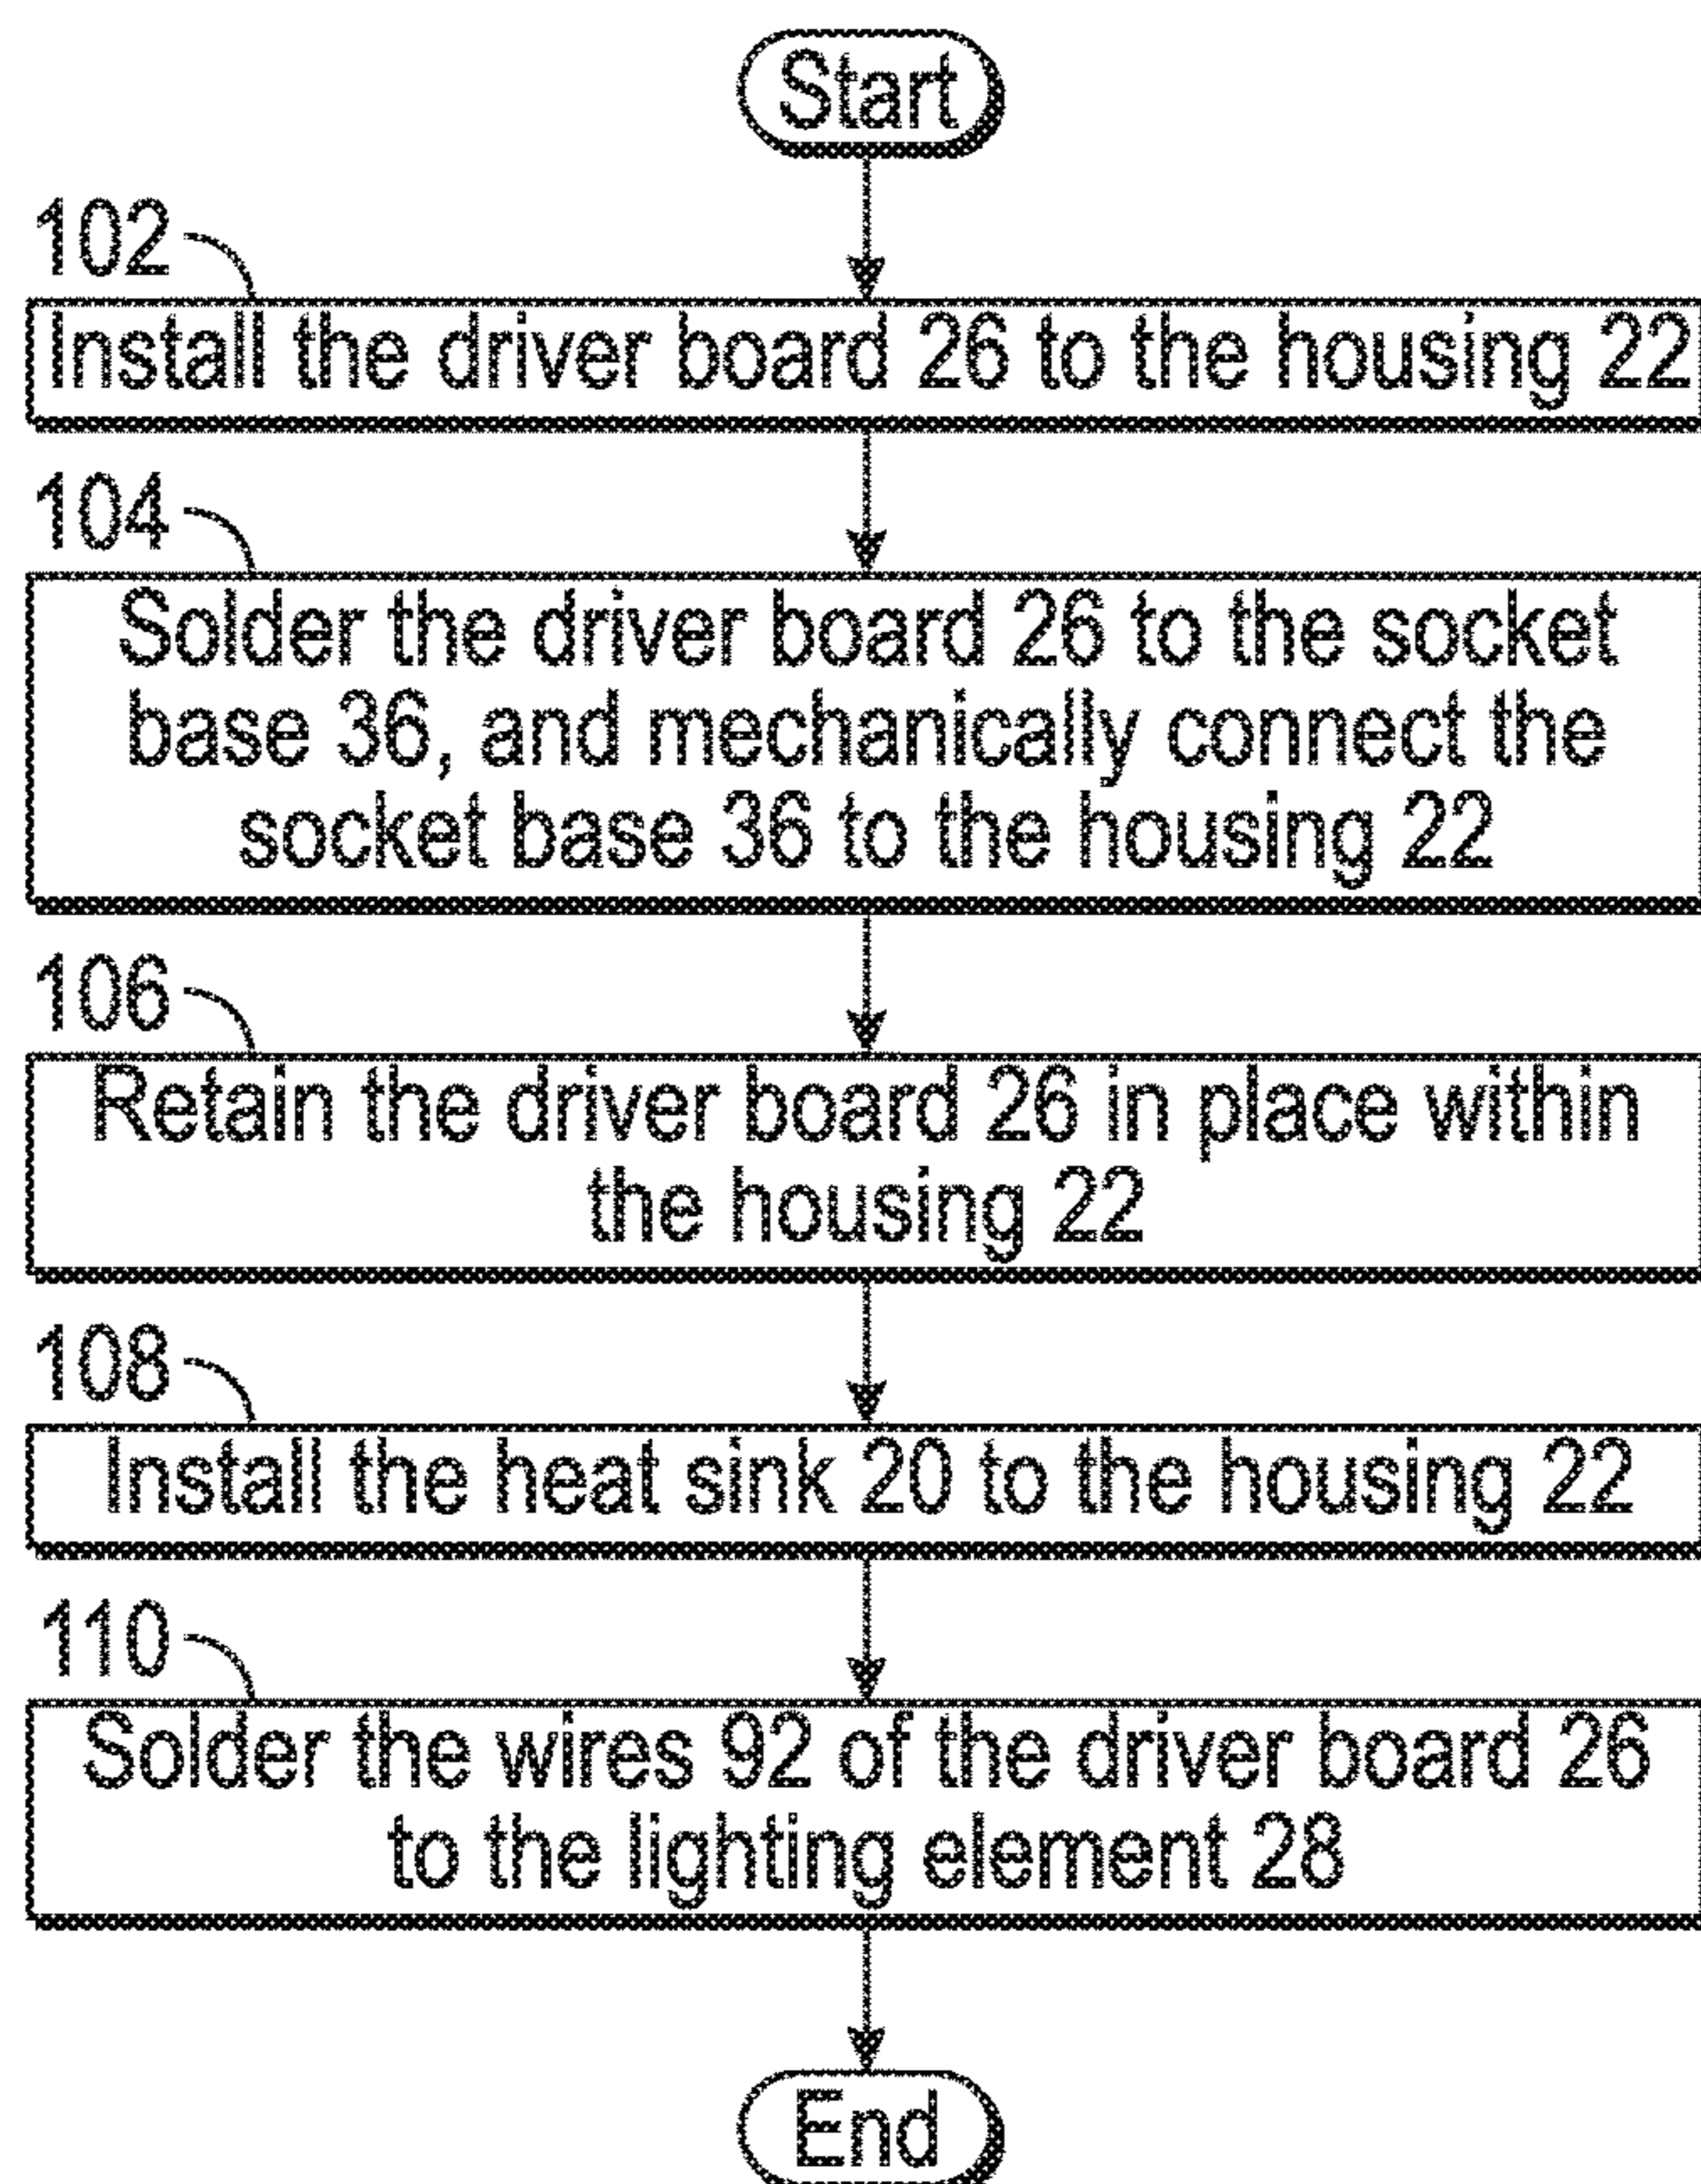 Start
102
Install the driver board 26 to the housing 22
104
Solder the driver board 26 to the socket
base 36, and mechanically connect the
socket base 36 to the housing 22
106
Retain the driver board 26 in place within
the housing 22
108
Install the heat sink 20 to the housing 22
110
Solder the wires 92 of the driver board 26
to the lighting element 28
End